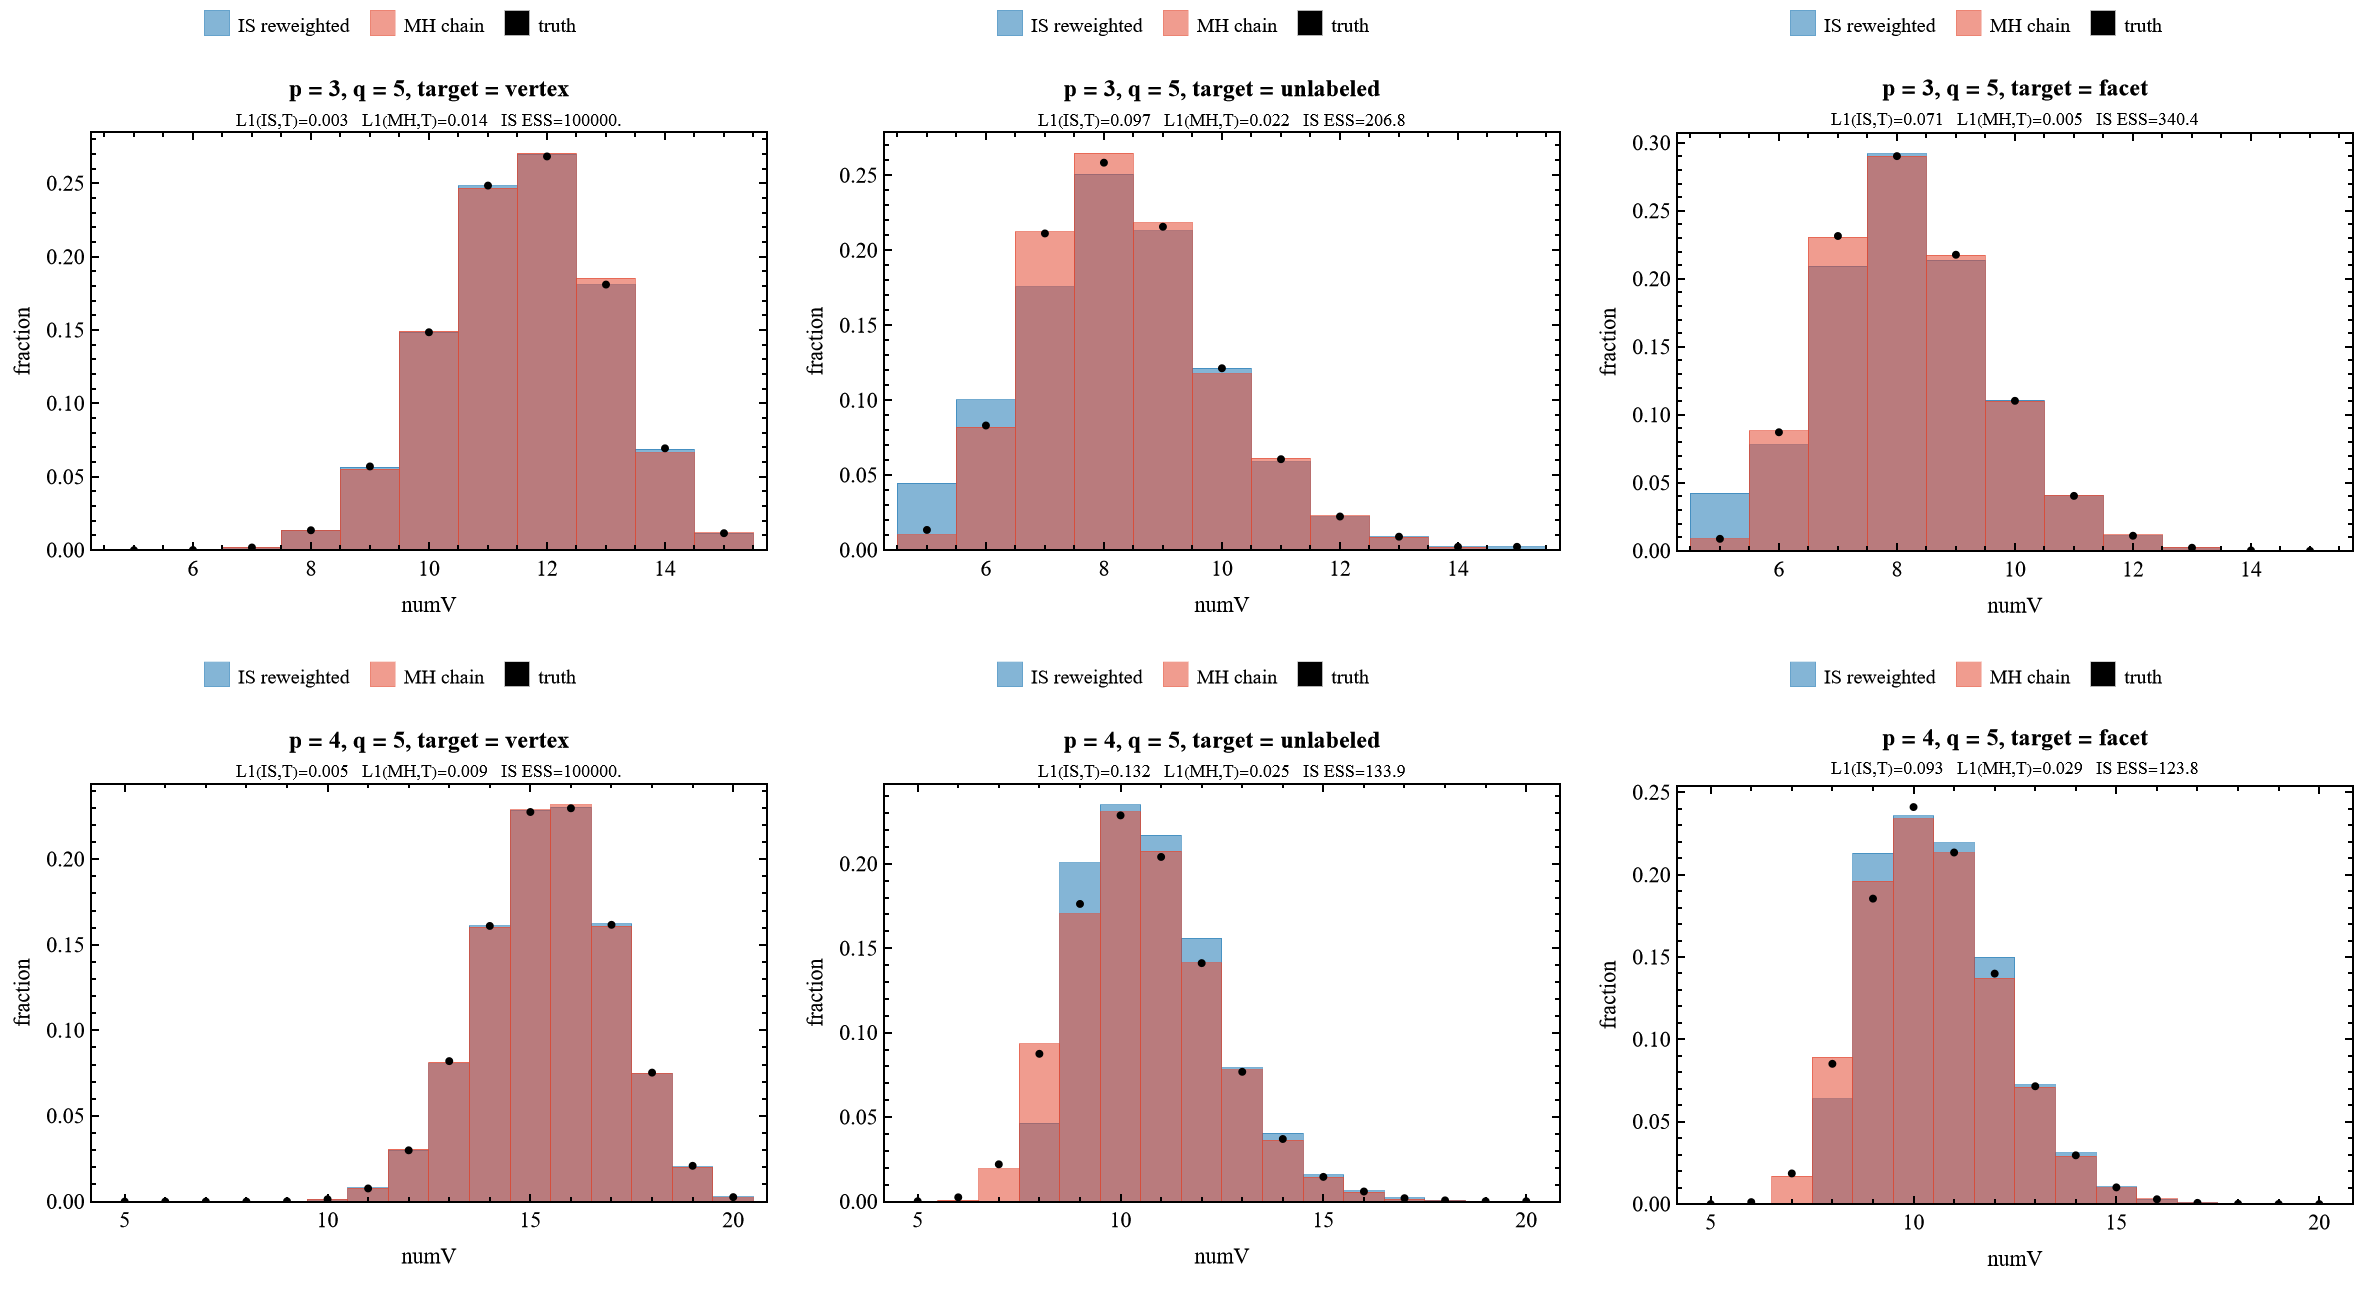 IS reweighted MH chain truth
p = 3, q = 5, target = vertex
L1(IS,T)=0.003 L1(MH,T)=0.014 IS ESS=100000.
0.25
0.20
0.15
0.10
0.05
0.00
fraction
6 8 10 12 14
numV
IS reweighted MH chain truth
p = 3, q = 5, target = unlabeled
L1(IS,T)=0.097 L1(MH,T)=0.022 IS ESS=206.8
0.25
0.20
0.15
0.10
0.05
0.00
fraction
6 8 10 12 14
numV
IS reweighted MH chain truth
p = 3, q = 5, target = facet
L1(IS,T)=0.071 L1(MH,T)=0.005 IS ESS=340.4
0.30
0.25
0.20
0.15
0.10
0.05
0.00
fraction
6 8 10 12 14
numV
IS reweighted MH chain truth
p = 4, q = 5, target = vertex
L1(IS,T)=0.005 L1(MH,T)=0.009 IS ESS=100000.
0.20
0.15
0.10
0.05
0.00
fraction
5 10 15 20
numV
IS reweighted MH chain truth
p = 4, q = 5, target = unlabeled
L1(IS,T)=0.132 L1(MH,T)=0.025 IS ESS=133.9
0.20
0.15
0.10
0.05
0.00
fraction
5 10 15 20
numV
IS reweighted MH chain truth
p = 4, q = 5, target = facet
L1(IS,T)=0.093 L1(MH,T)=0.029 IS ESS=123.8
0.25
0.20
0.15
0.10
0.05
0.00
fraction
5 10 15 20
numV